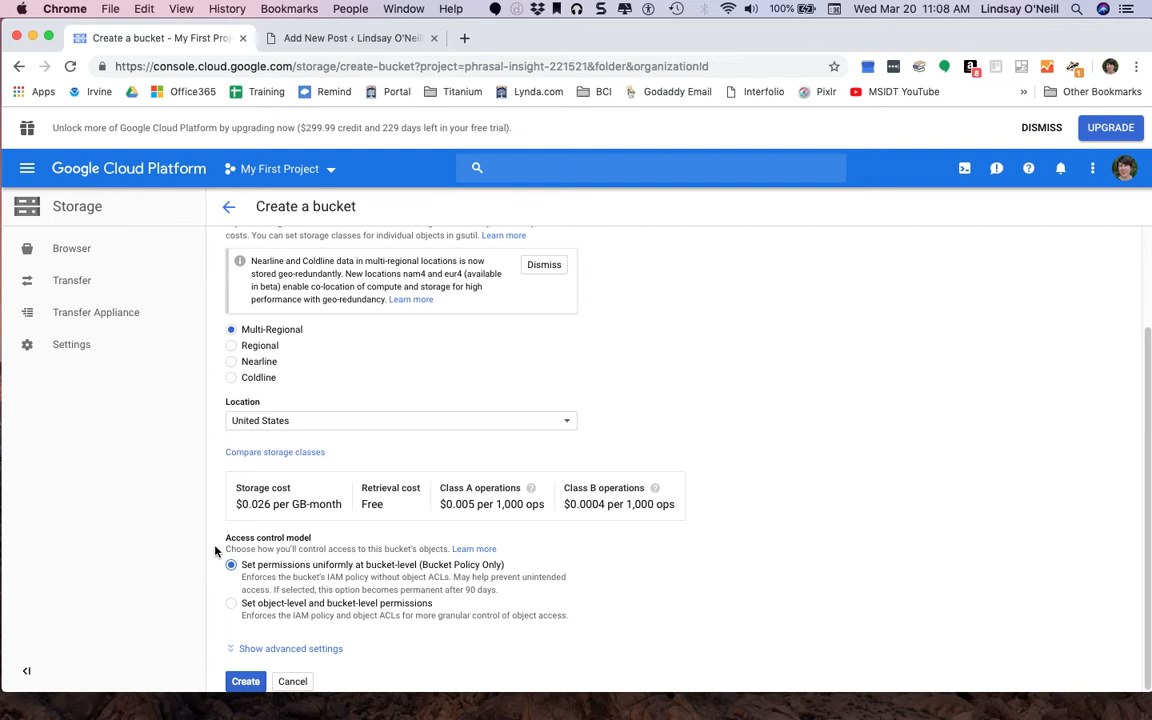 Chrome File Edit View History Bookmarks People Window Help 100% Wed Mar 20 11:08 AM Lindsay O'Neill
Create a bucket - My First Proj
Add New Post ‹ Lindsay O'Neil
https://console.cloud.google.com/storage/create-bucket?project=phrasal-insight-221521&folder&organizationId
8
1
Apps Irvine Office365 Training Remind Portal Titanium Lynda.com BCI Godaddy Email Interfolio Pixlr MSIDT YouTube » Other Bookmarks
Unlock more of Google Cloud Platform by upgrading now ($299.99 credit and 229 days left in your free trial).
DISMISS
UPGRADE
Google Cloud Platform
My First Project
Storage
Create a bucket
Browser
Transfer
Transfer Appliance
Settings
costs. You can set storage classes for individual objects in gsutil. Learn more
Nearline and Coldline data in multi-regional locations is now
stored geo-redundantly. New locations nam4 and eur4 (available
in beta) enable co-location of compute and storage for high
performance with geo-redundancy. Learn more
Dismiss
Multi-Regional
Regional
Nearline
Coldline
Location
United States
Compare storage classes
Storage cost Retrieval cost Class A operations Class B operations
$0.026 per GB-month Free $0.005 per 1,000 ops $0.0004 per 1,000 ops
Access control model
Choose how you'll control access to this bucket's objects. Learn more
Set permissions uniformly at bucket-level (Bucket Policy Only)
Enforces the bucket's IAM policy without object ACLs. May help prevent unintended
access. If selected, this option becomes permanent after 90 days.
Set object-level and bucket-level permissions
Enforces the IAM policy and object ACLs for more granular control of object access.
Show advanced settings
Create
Cancel